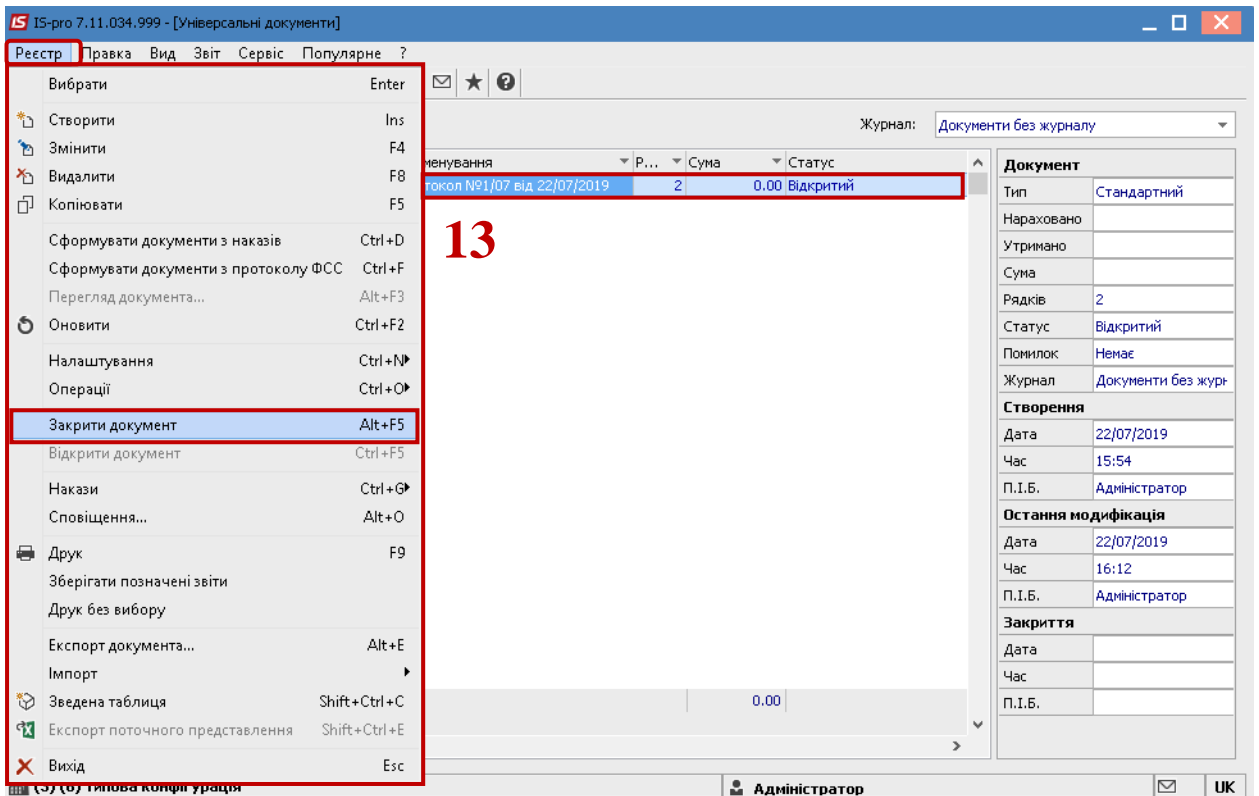 IS-pro 7.11.034.999 - [Універсальні документи]
Реєстр Правка Вид Звіт Сервіс Популярне ?
Вибрати Enter
Створити Ins
Змінити F4
Видалити F8
Копіювати F5
Сформувати документи з наказів Ctrl+D
Сформувати документи з протоколу ФСС Ctrl+F
Перегляд документа... Alt+F3
Оновити Ctrl+F2
Налаштування Ctrl+N
Операції Ctrl+O
Закрити документ Alt+F5
Відкрити документ Ctrl+F5
Накази Ctrl+G
Сповіщення... Alt+O
Друк F9
Зберігати позначені звіти
Друк без вибору
Експорт документа... Alt+E
Імпорт
Зведена таблиця Shift+Ctrl+C
Експорт поточного представлення Shift+Ctrl+E
Вихід Esc
Журнал: Документи без журналу
менування Р... Сума Статус
токол №1/07 від 22/07/2019 2 0.00 Відкритий
13
0.00
Документ
Тип Стандартний
Нараховано
Утримано
Сума
Рядків 2
Статус Відкритий
Помилок Немає
Журнал Документи без журн
Створення
Дата 22/07/2019
Час 15:54
П.І.Б. Адміністратор
Остання модифікація
Дата 22/07/2019
Час 16:12
П.І.Б. Адміністратор
Закриття
Дата
Час
П.І.Б.
Типова конфігурація Адміністратор UK